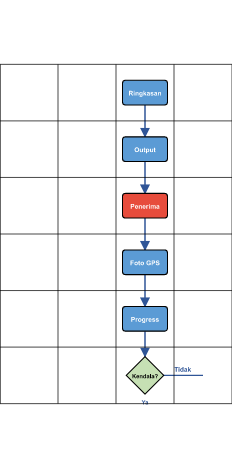 Ringkasan
Output
Penerima
Foto GPS
Progress
Kendala?
Tidak
Ya